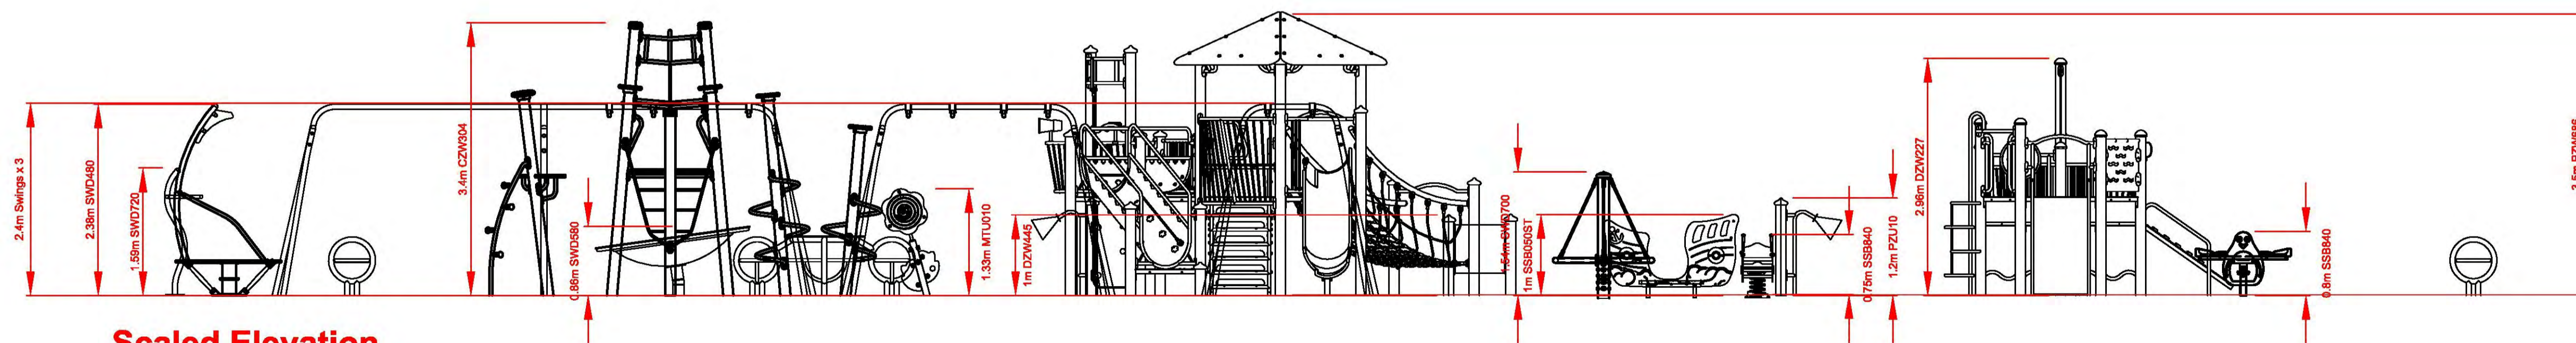 2.4m Swings x 3
2.38m SWD480
1.59m SWD720
3.4m CZW304
0.86m SWD580
1.33m MTU010
1m DZW445
1.54m SWD700
1m SSB050ST
0.75m SSB840
1.2m PZU10
2.96m DZW227
0.8m SSB840
Scaled Elevation